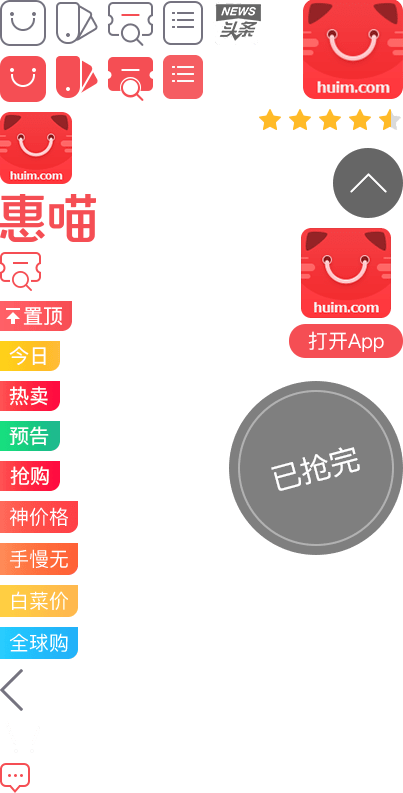 NEWS
头条
huim.com
huim.com
惠喵
huim.com
置顶
打开App
今日
热卖
预告
抢购
已抢完
神价格
手慢无
白菜价
全球购